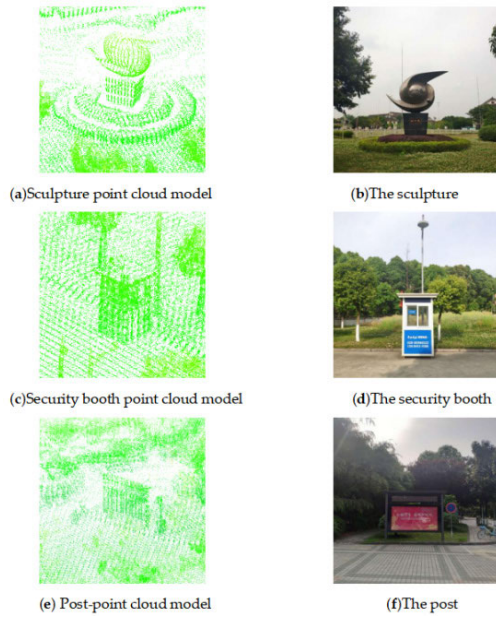 (a)Sculpture point cloud model
(b)The sculpture
(c)Security booth point cloud model
(d)The security booth
(e) Post-point cloud model
(f)The post